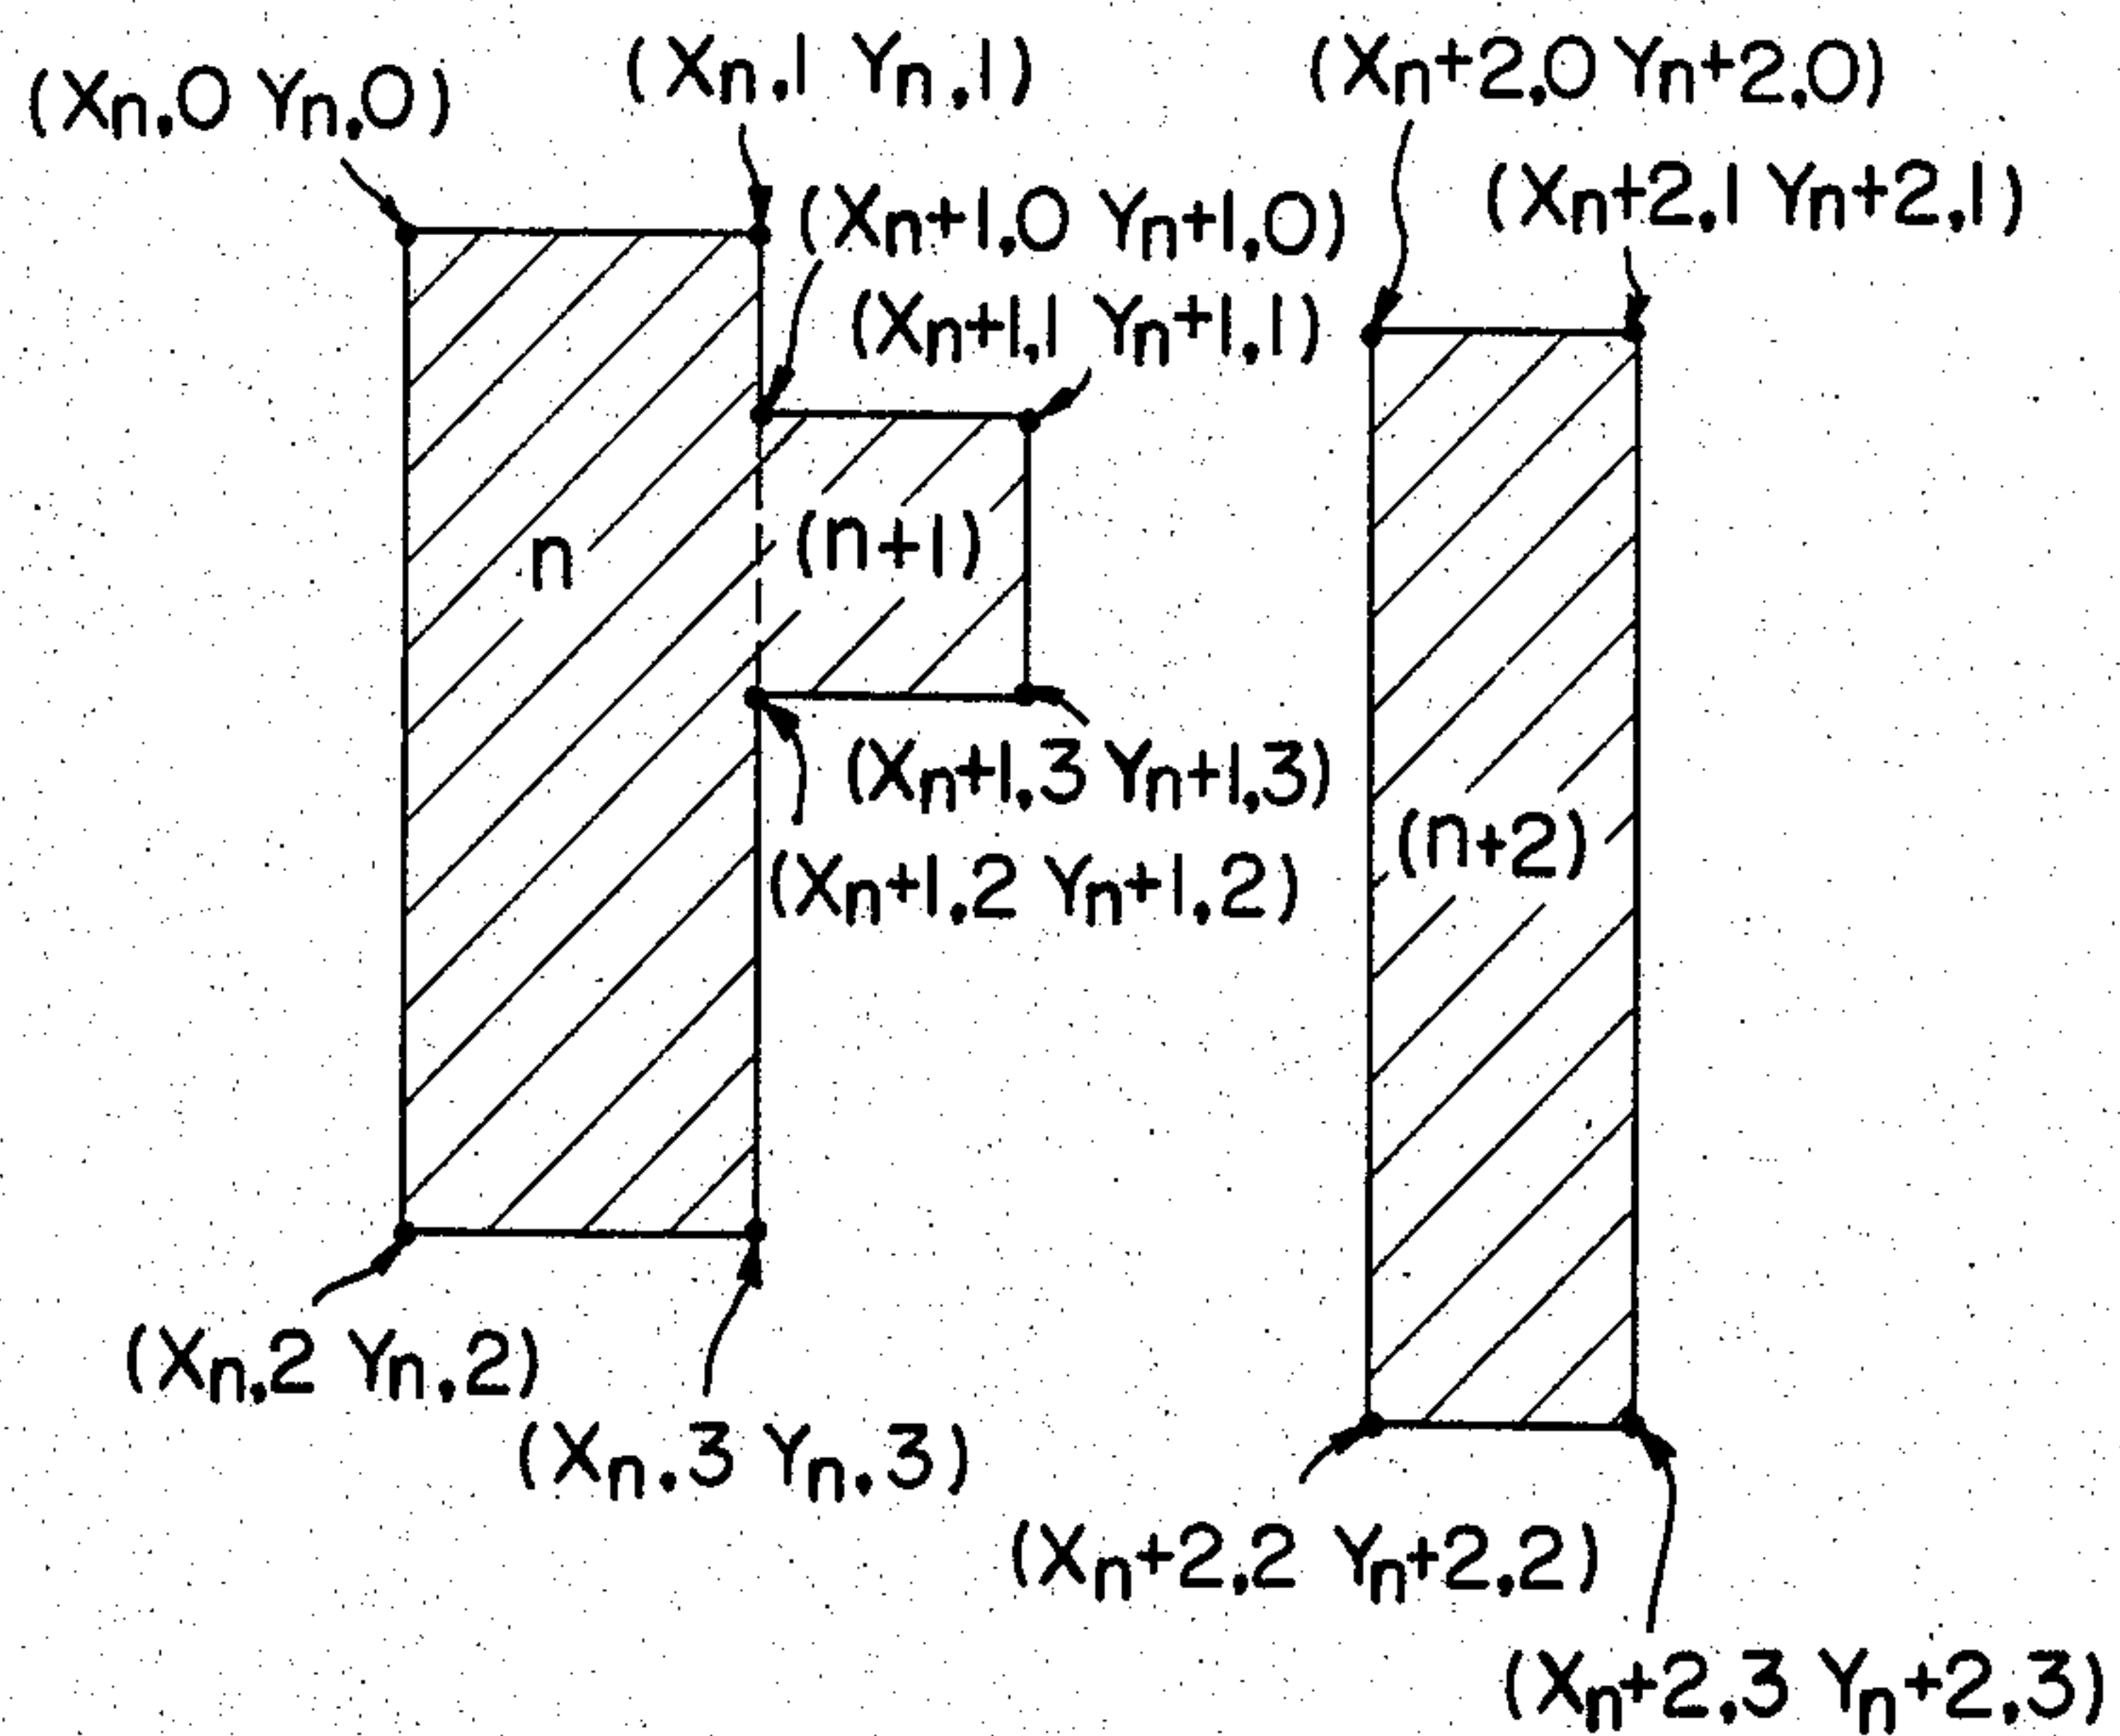 (Xn,0 Yn,0)
(Xn,1 Yn,1)
(Xn+2,0 Yn+2,0)
(Xn+2,1 Yn+2,1)
(Xn+1,0 Yn+1,0)
(Xn+1,1 Yn+1,1)
n
(n+1)
(Xn+1,3 Yn+1,3)
(n+2)
(Xn+1,2 Yn+1,2)
(Xn,2 Yn,2)
(Xn,3 Yn,3)
(Xn+2,2 Yn+2,2)
(Xn+2,3 Yn+2,3)